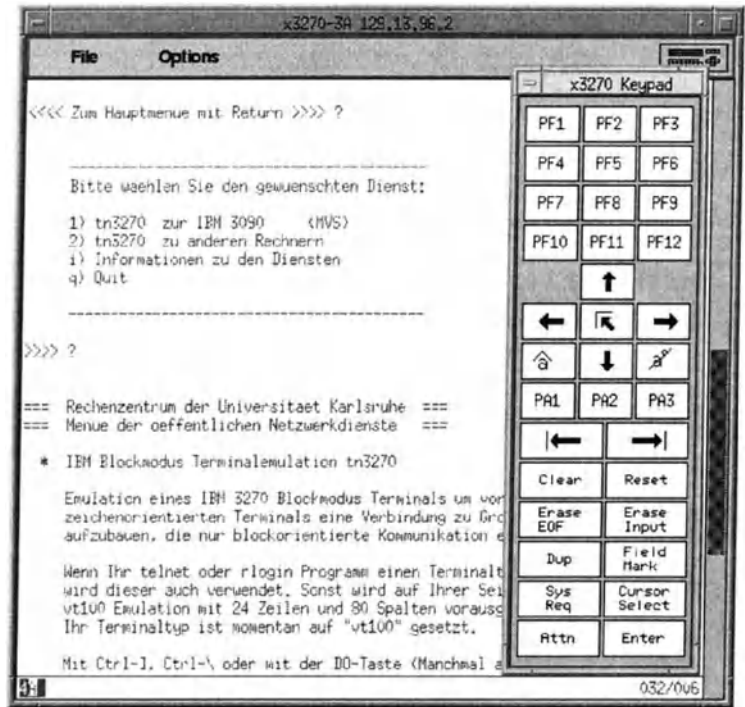 x3270-3A 129.13.96.2
File Options
<<<< Zum Hauptmenue mit Return >>>> ?
Bitte waehlen Sie den gewuenschten Dienst:
1) tn3270 zur IBM 3090 (MVS)
2) tn3270 zu anderen Rechnern
i) Informationen zu den Diensten
q) Quit
>>>> ?
=== Rechenzentrum der Universitaet Karlsruhe ===
=== Menue der oeffentlichen Netzwerkdienste ===
* IBM Blockmodus Terminalemulation tn3270
Emulation eines IBM 3270 Blockmodus Terminals um vor
zeichenorientierten Terminals eine Verbindung zu Gro
aufzubauen, die nur blockorientierte Kommunikation e
Wenn Ihr telnet oder rlogin Programm einen Terminalt
wird dieser auch verwendet. Sonst wird auf Ihrer Sei
vt100 Emulation mit 24 Zeilen und 80 Spalten vorausg
Ihr Terminaltyp ist momentan auf "vt100" gesetzt.
Mit Ctrl-], Ctrl-\ oder mit der DO-Taste (Manchmal a
032/006
x3270 Keypad
PF1 PF2 PF3
PF4 PF5 PF6
PF7 PF8 PF9
PF10 PF11 PF12
PA1 PA2 PA3
Clear Reset
Erase EOF Erase Input
Dup Field Mark
Sys Req Cursor Select
Attn Enter